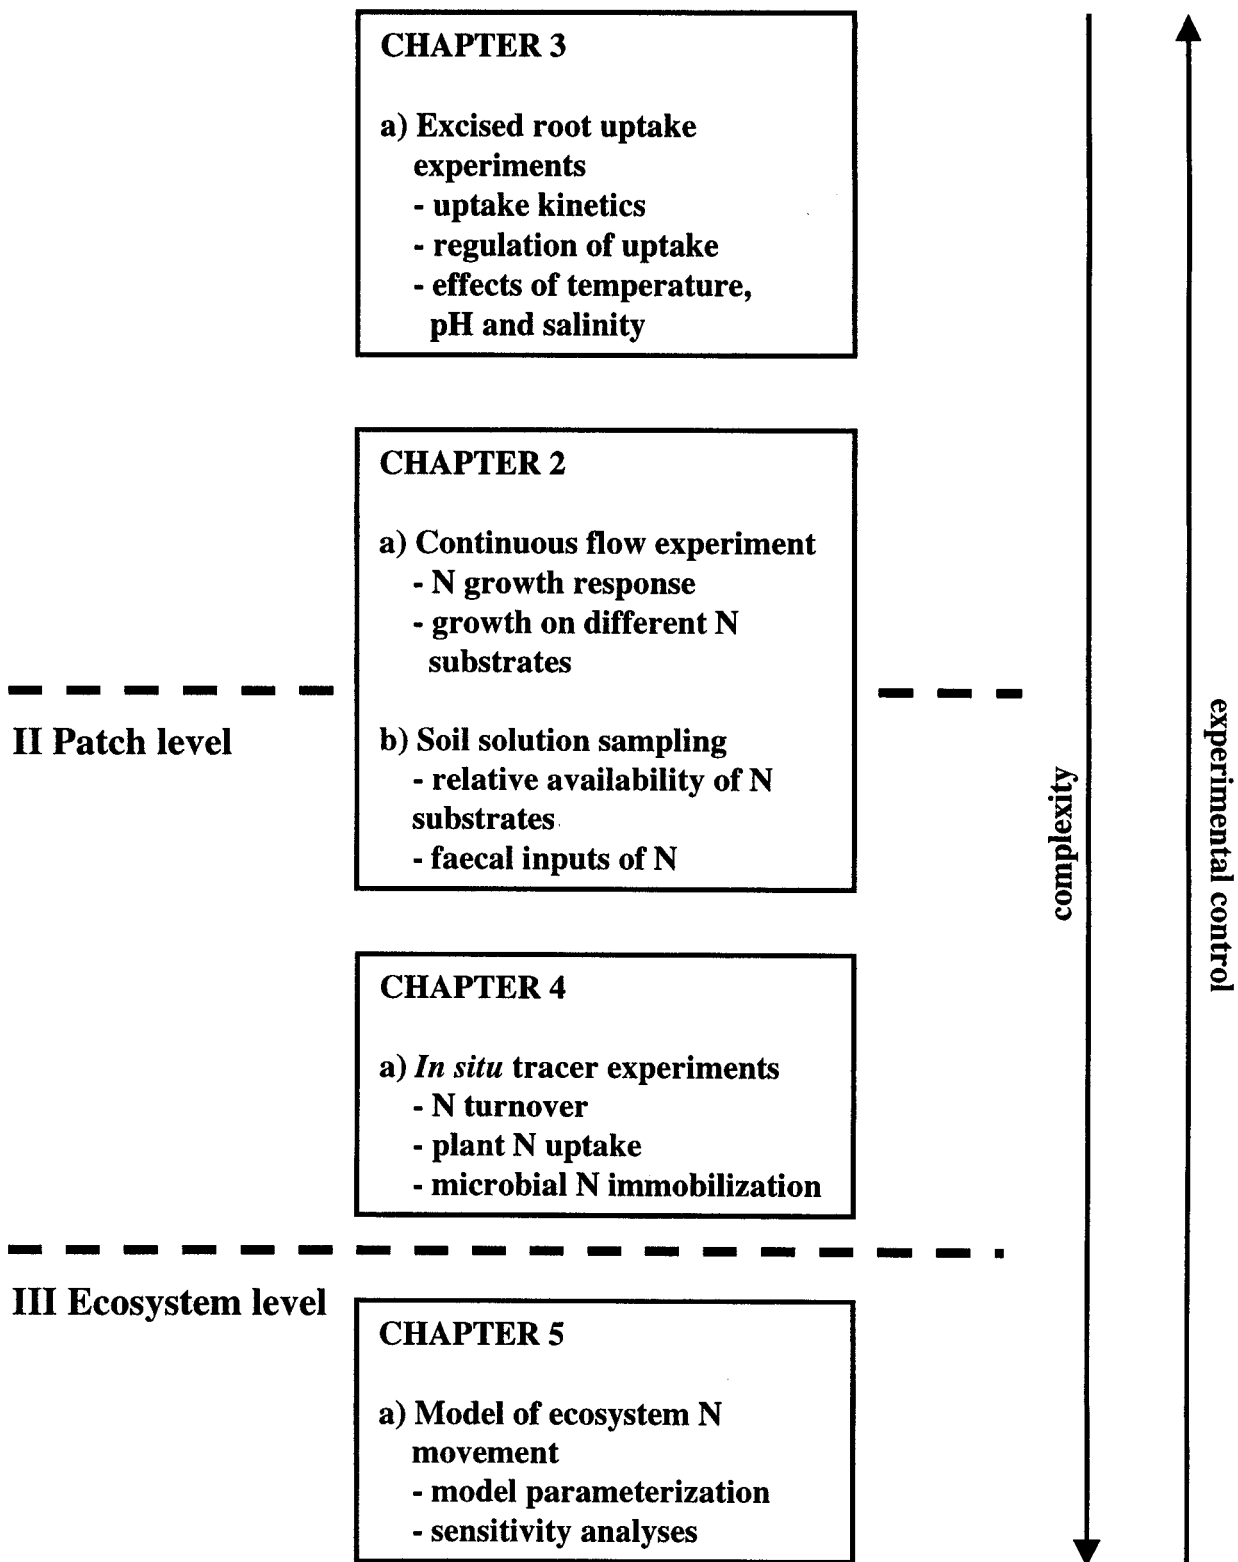 CHAPTER 3
a) Excised root uptake
experiments
- uptake kinetics
- regulation of uptake
- effects of temperature,
pH and salinity
CHAPTER 2
a) Continuous flow experiment
- N growth response
- growth on different N
substrates
II Patch level
b) Soil solution sampling
- relative availability of N
substrates
- faecal inputs of N
CHAPTER 4
a) In situ tracer experiments
- N turnover
- plant N uptake
- microbial N immobilization
III Ecosystem level
CHAPTER 5
a) Model of ecosystem N
movement
- model parameterization
- sensitivity analyses
complexity
experimental control